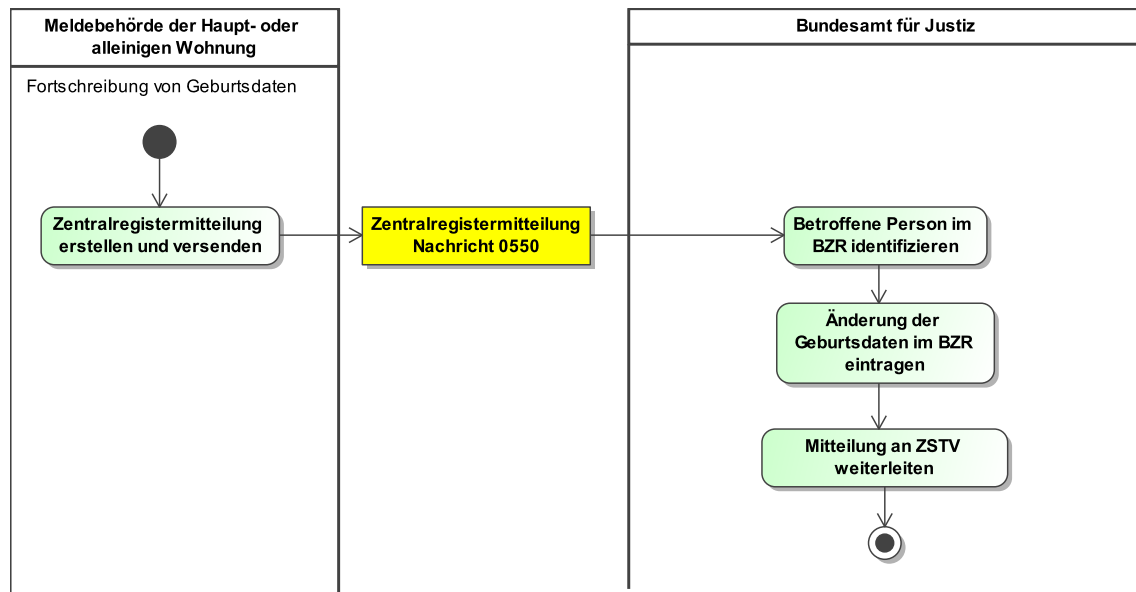 Meldebehörde der Haupt- oder
alleinigen Wohnung
Bundesamt für Justiz
Fortschreibung von Geburtsdaten
Zentralregistermitteilung
erstellen und versenden
Zentralregistermitteilung
Nachricht 0550
Betroffene Person im
BZR identifizieren
Änderung der
Geburtsdaten im BZR
eintragen
Mitteilung an ZSTV
weiterleiten